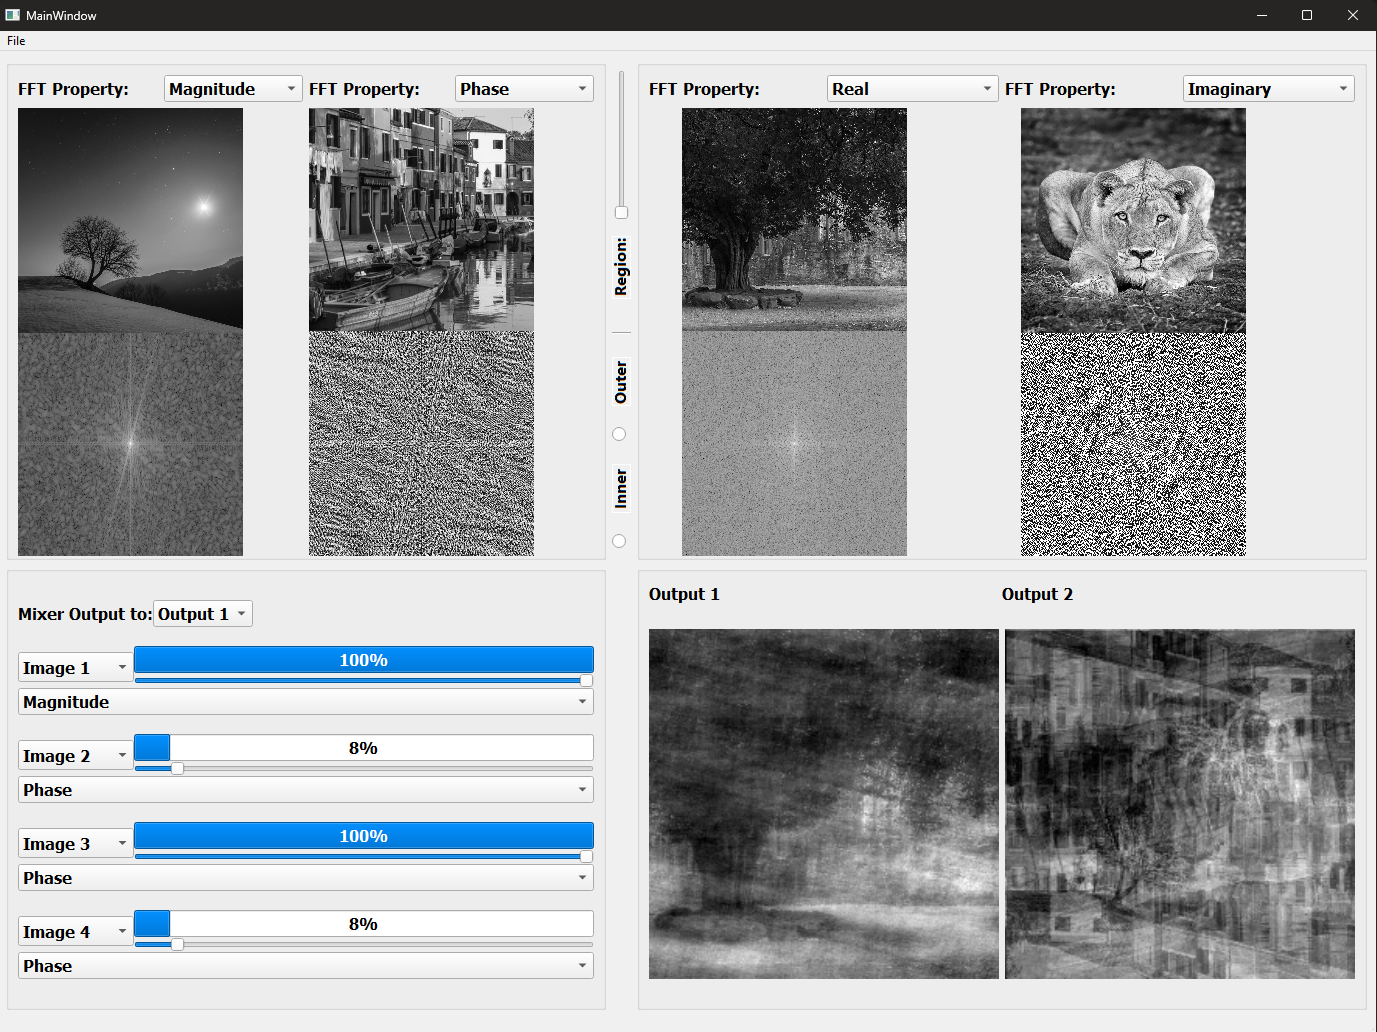 MainWindow
File
FFT Property:
Magnitude
FFT Property:
Phase
Region:
Outer
Inner
FFT Property:
Real
FFT Property:
Imaginary
Mixer Output to:
Output 1
Image 1
100%
Magnitude
Image 2
8%
Phase
Image 3
100%
Phase
Image 4
8%
Phase
Output 1
Output 2